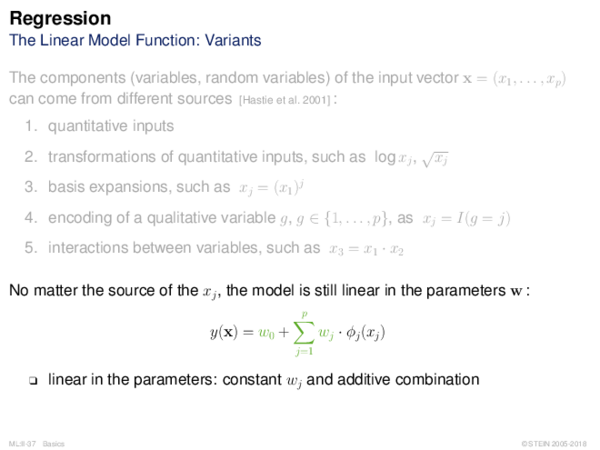 Regression
The Linear Model Function: Variants
The components (variables, random variables) of the input vector x = (x₁, . . . , xₚ)
can come from different sources [Hastie et al. 2001] :
1. quantitative inputs
2. transformations of quantitative inputs, such as log xⱼ, √xⱼ
3. basis expansions, such as xⱼ = (x₁)ʲ
4. encoding of a qualitative variable g, g ∈ {1, . . . , p}, as xⱼ = I(g = j)
5. interactions between variables, such as x₃ = x₁ · x₂
No matter the source of the xⱼ, the model is still linear in the parameters w :
y(x) = w₀ + ∑ⱼ₌₁ᵖ wⱼ · ϕⱼ(xⱼ)
❑ linear in the parameters: constant wⱼ and additive combination
ML:II-37 Basics © STEIN 2005-2018